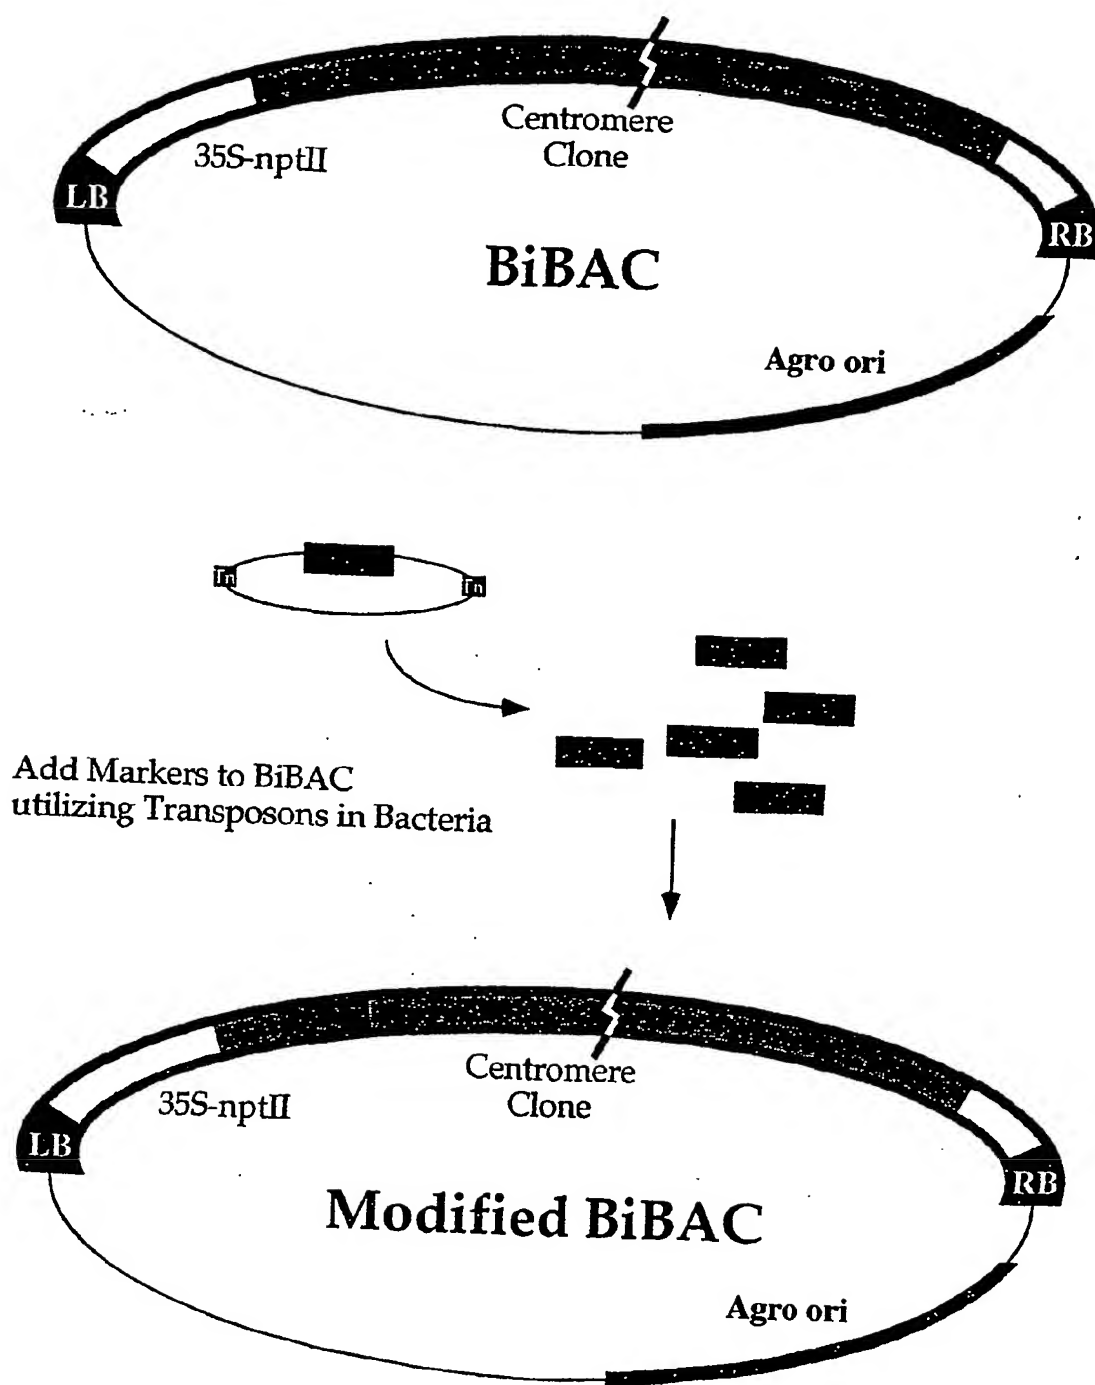 Centromere
Clone
35S-nptII
LB
RB
BiBAC
Agro ori
Tn
Tn
Add Markers to BiBAC
utilizing Transposons in Bacteria
Centromere
Clone
35S-nptII
LB
RB
Modified BiBAC
Agro ori